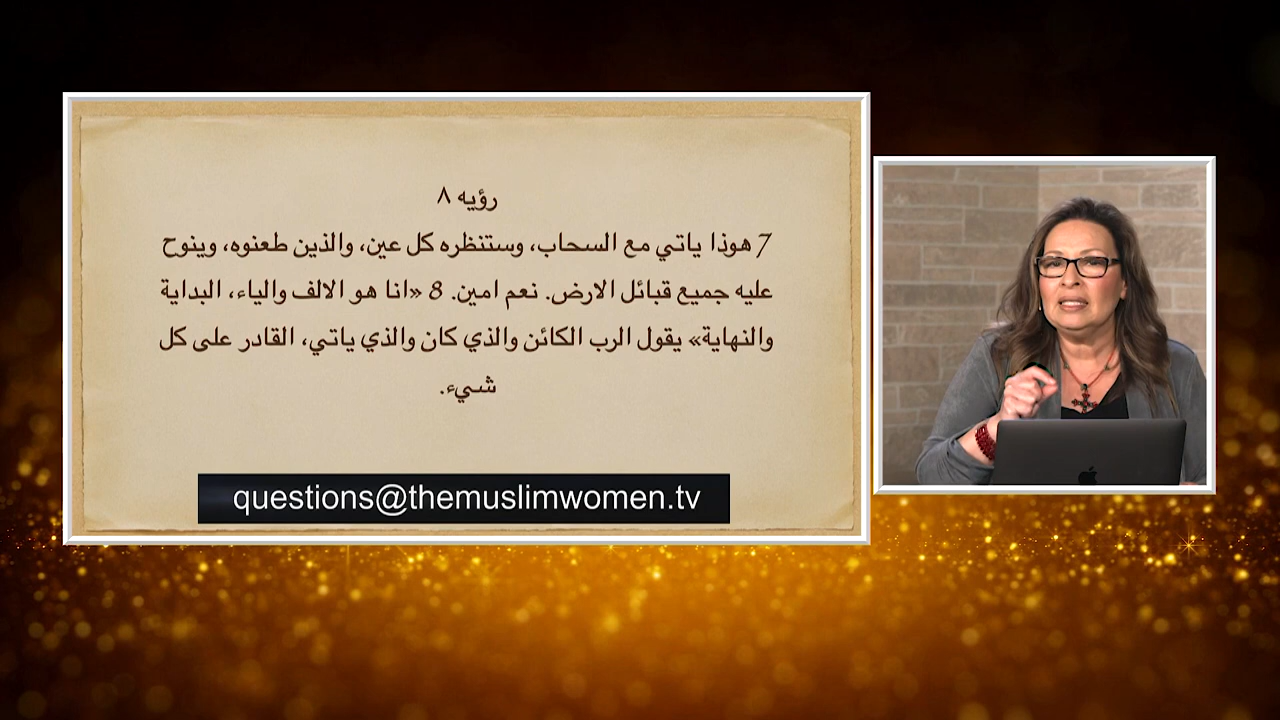 رؤيه ٨
7 هوذا ياتي مع السحاب، وستنظره كل عين، والذين طعنوه، وينوح
عليه جميع قبائل الارض. نعم امين. 8 «انا هو الالف والياء، البداية
والنهاية» يقول الرب الكائن والذي كان والذي ياتي، القادر على كل
شيء.
questions@themuslimwomen.tv